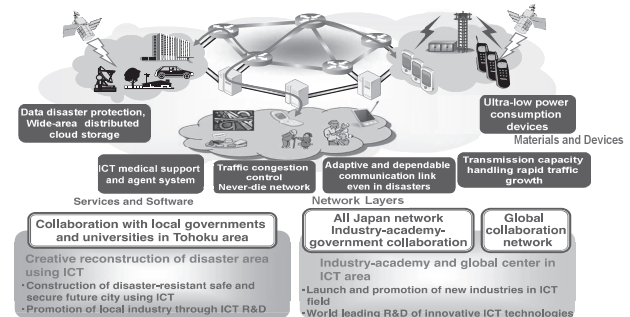 Data disaster protection,
Wide-area distributed
cloud storage
Ultra-low power
consumption
devices
Materials and Devices
ICT medical support
and agent system
Traffic congestion
control
Never-die network
Adaptive and dependable
communication link
even in disasters
Transmission capacity
handling rapid traffic
growth
Services and Software
Network Layers
Collaboration with local governments
and universities in Tohoku area
All Japan network
Industry-academy-
government collaboration
Global
collaboration
network
Creative reconstruction of disaster area
using ICT
・Construction of disaster-resistant safe and
secure future city using ICT
・Promotion of local industry through ICT R&D
Industry-academy and global center in
ICT area
・Launch and promotion of new industries in ICT
field
・World leading R&D of innovative ICT technologies